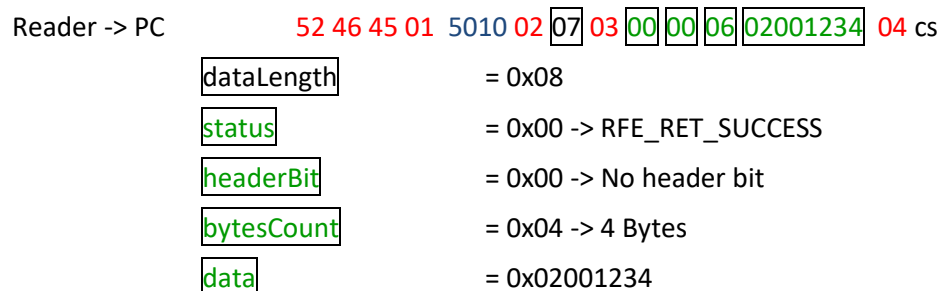 Reader -> PC 52 46 45 01 5010 02 07 03 00 00 06 02001234 04 cs
dataLength = 0x08
status = 0x00 -> RFE_RET_SUCCESS
headerBit = 0x00 -> No header bit
bytesCount = 0x04 -> 4 Bytes
data = 0x02001234